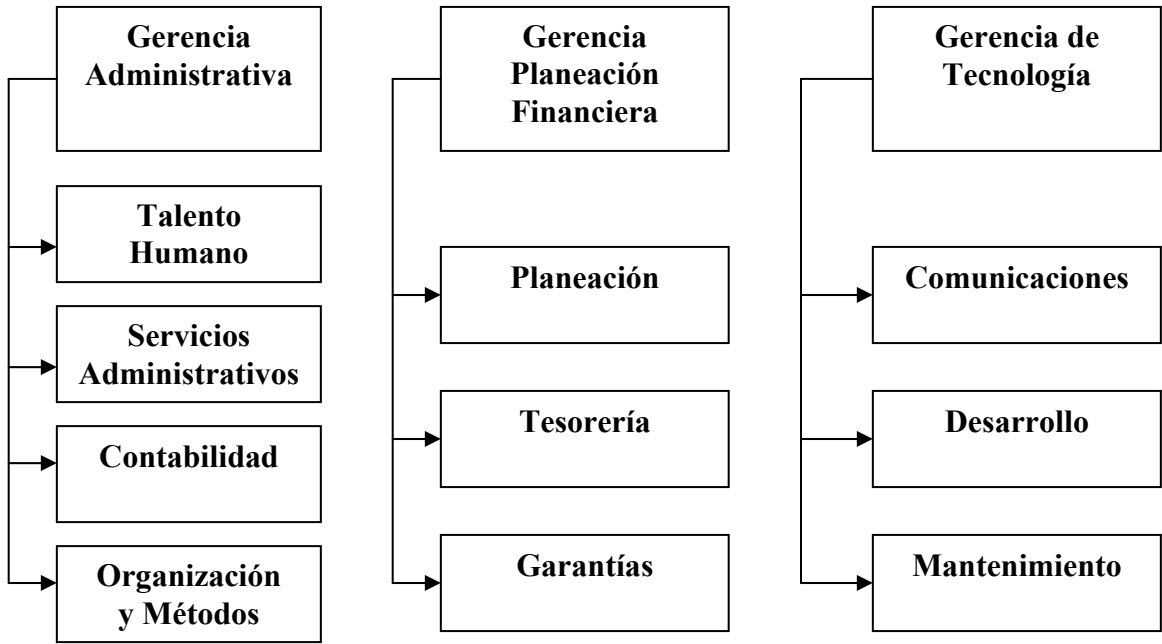 Gerencia
Administrativa
Talento
Humano
Servicios
Administrativos
Contabilidad
Organización
y Métodos
Gerencia
Planeación
Financiera
Planeación
Tesorería
Garantías
Gerencia de
Tecnología
Comunicaciones
Desarrollo
Mantenimiento